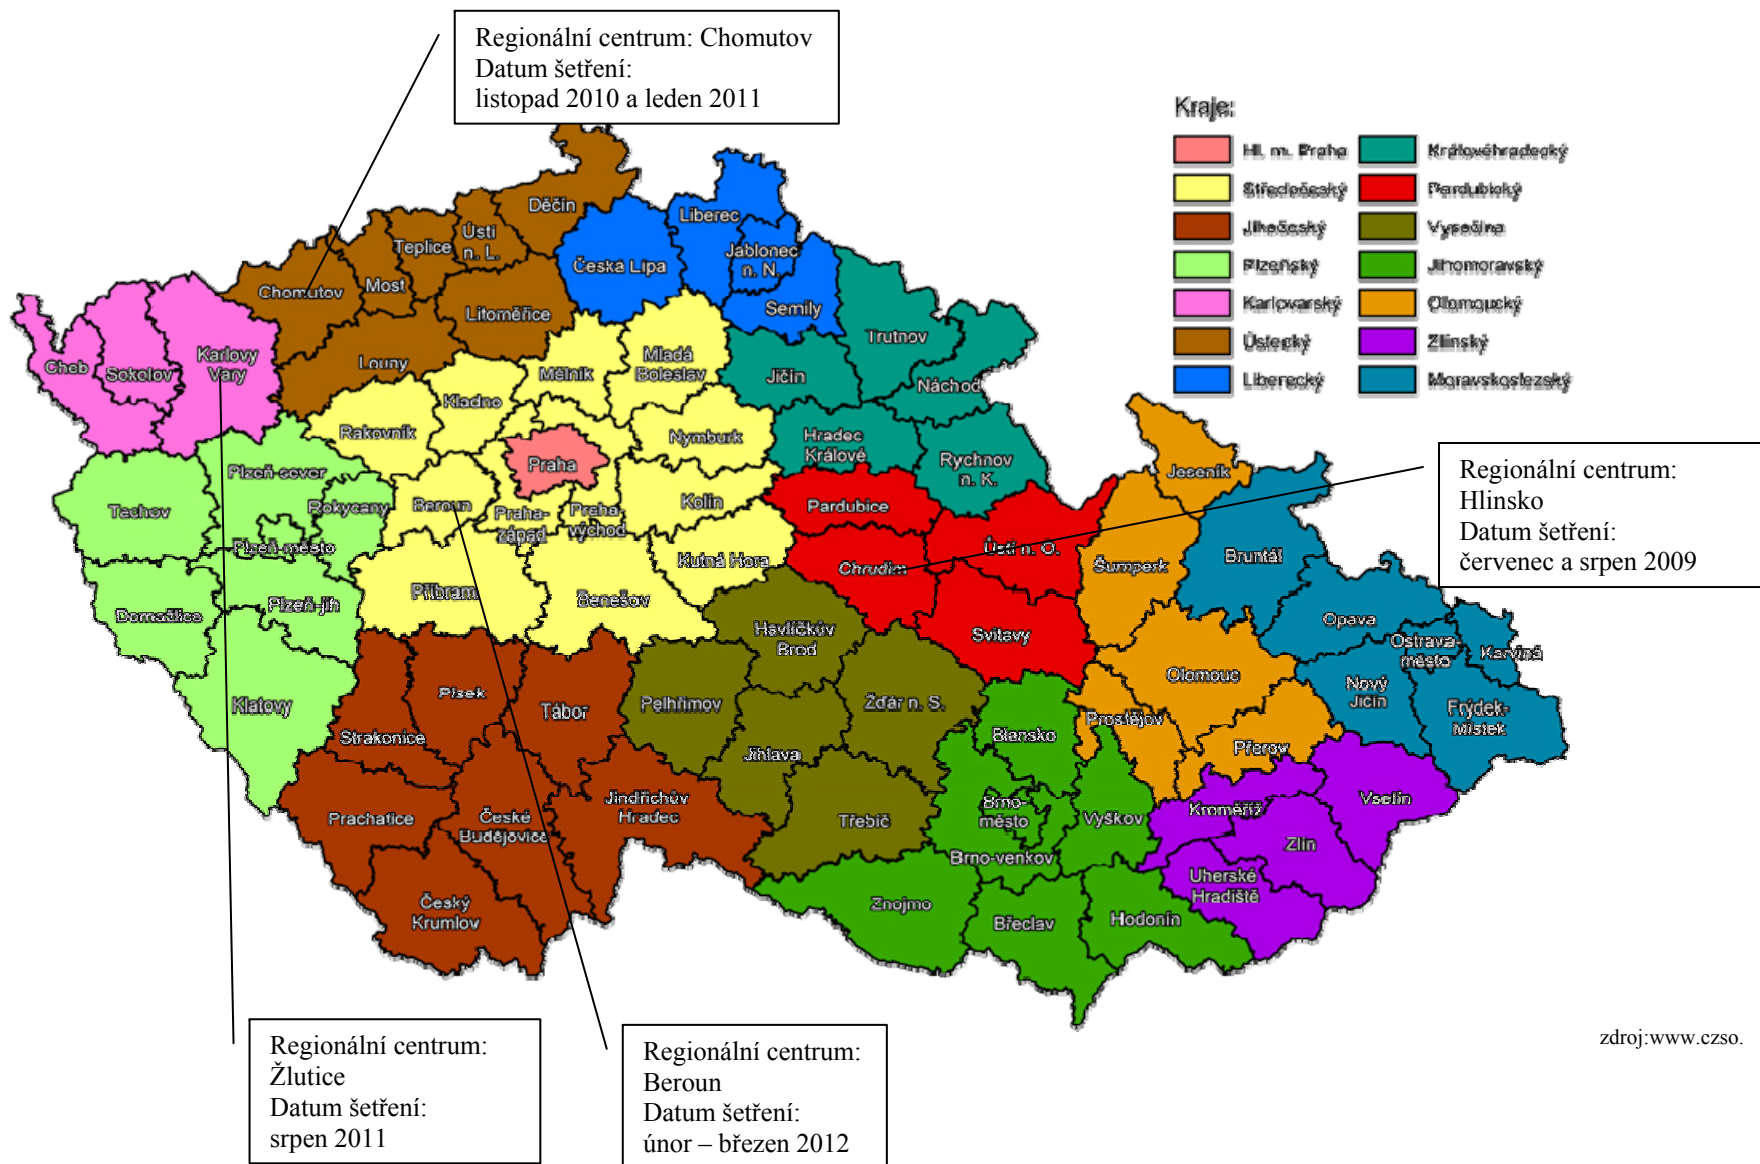 Regionální centrum: Chomutov
Datum šetření:
listopad 2010 a leden 2011
Kraje:
Hl. m. Praha
Středočeský
Jihočeský
Plzeňský
Karlovarský
Ústecký
Liberecký
Královéhradecký
Pardubický
Vysočina
Jihomoravský
Olomoucký
Zlínský
Moravskoslezský
Děčín
Liberec
Ústí
n. L.
Teplice
Jablonec
n. N.
Česká Lípa
Most
Chomutov
Litoměřice
Semily
Trutnov
Karlovy
Vary
Cheb
Sokolov
Louny
Mělník
Mladá
Boleslav
Jičín
Náchod
Kladno
Rakovník
Nymburk
Hradec
Králové
Rychnov
n. K.
Praha
Plzeň-sever
Jeseník
Tachov
Rokycany
Beroun
Praha-
západ
Praha-
východ
Kolín
Pardubice
Plzeň-město
Kutná Hora
Chrudim
Ústí n. O.
Šumperk
Bruntál
Domažlice
Plzeň-jih
Příbram
Benešov
Havlíčkův
Brod
Svitavy
Opava
Ostrava-
město
Karviná
Klatovy
Písek
Tábor
Pelhřimov
Žďár n. S.
Olomouc
Nový
Jičín
Frýdek-
Místek
Strakonice
Jihlava
Blansko
Prostějov
Přerov
Prachatice
České
Budějovice
Jindřichův
Hradec
Třebíč
Brno-
město
Vyškov
Kroměříž
Vsetín
Brno-venkov
Zlín
Uherské
Hradiště
Český
Krumlov
Znojmo
Břeclav
Hodonín
Regionální centrum:
Hlinsko
Datum šetření:
červenec a srpen 2009
zdroj:www.czso.
Regionální centrum:
Žlutice
Datum šetření:
srpen 2011
Regionální centrum:
Beroun
Datum šetření:
únor – březen 2012